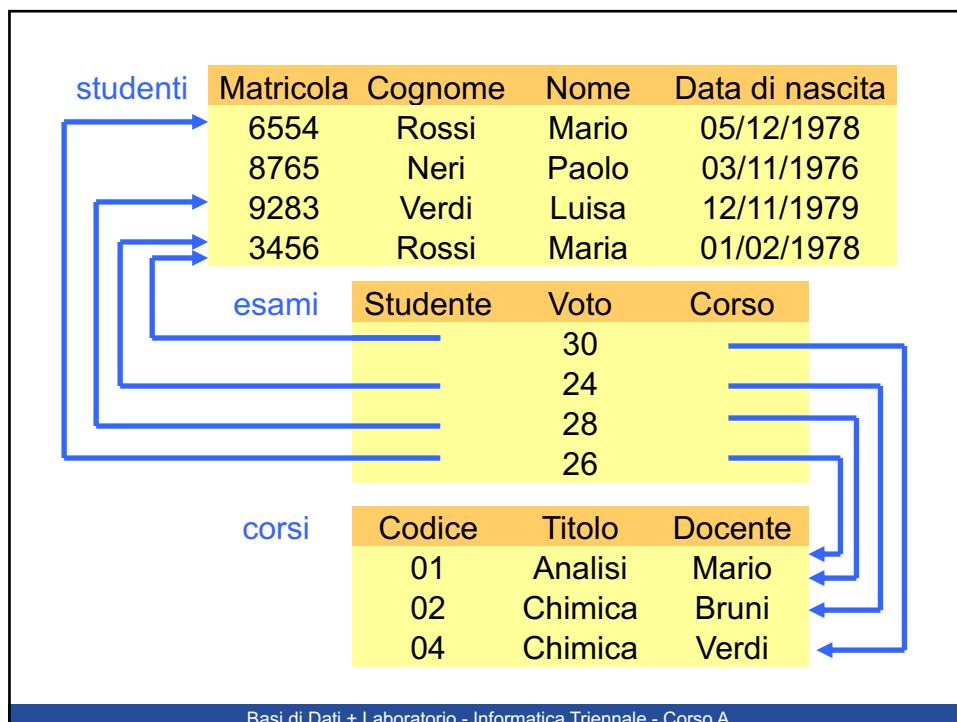 studenti Matricola Cognome Nome Data di nascita
6554 Rossi Mario 05/12/1978
8765 Neri Paolo 03/11/1976
9283 Verdi Luisa 12/11/1979
3456 Rossi Maria 01/02/1978
esami Studente Voto Corso
30
24
28
26
corsi Codice Titolo Docente
01 Analisi Mario
02 Chimica Bruni
04 Chimica Verdi
Basi di Dati + Laboratorio - Informatica Triennale - Corso A